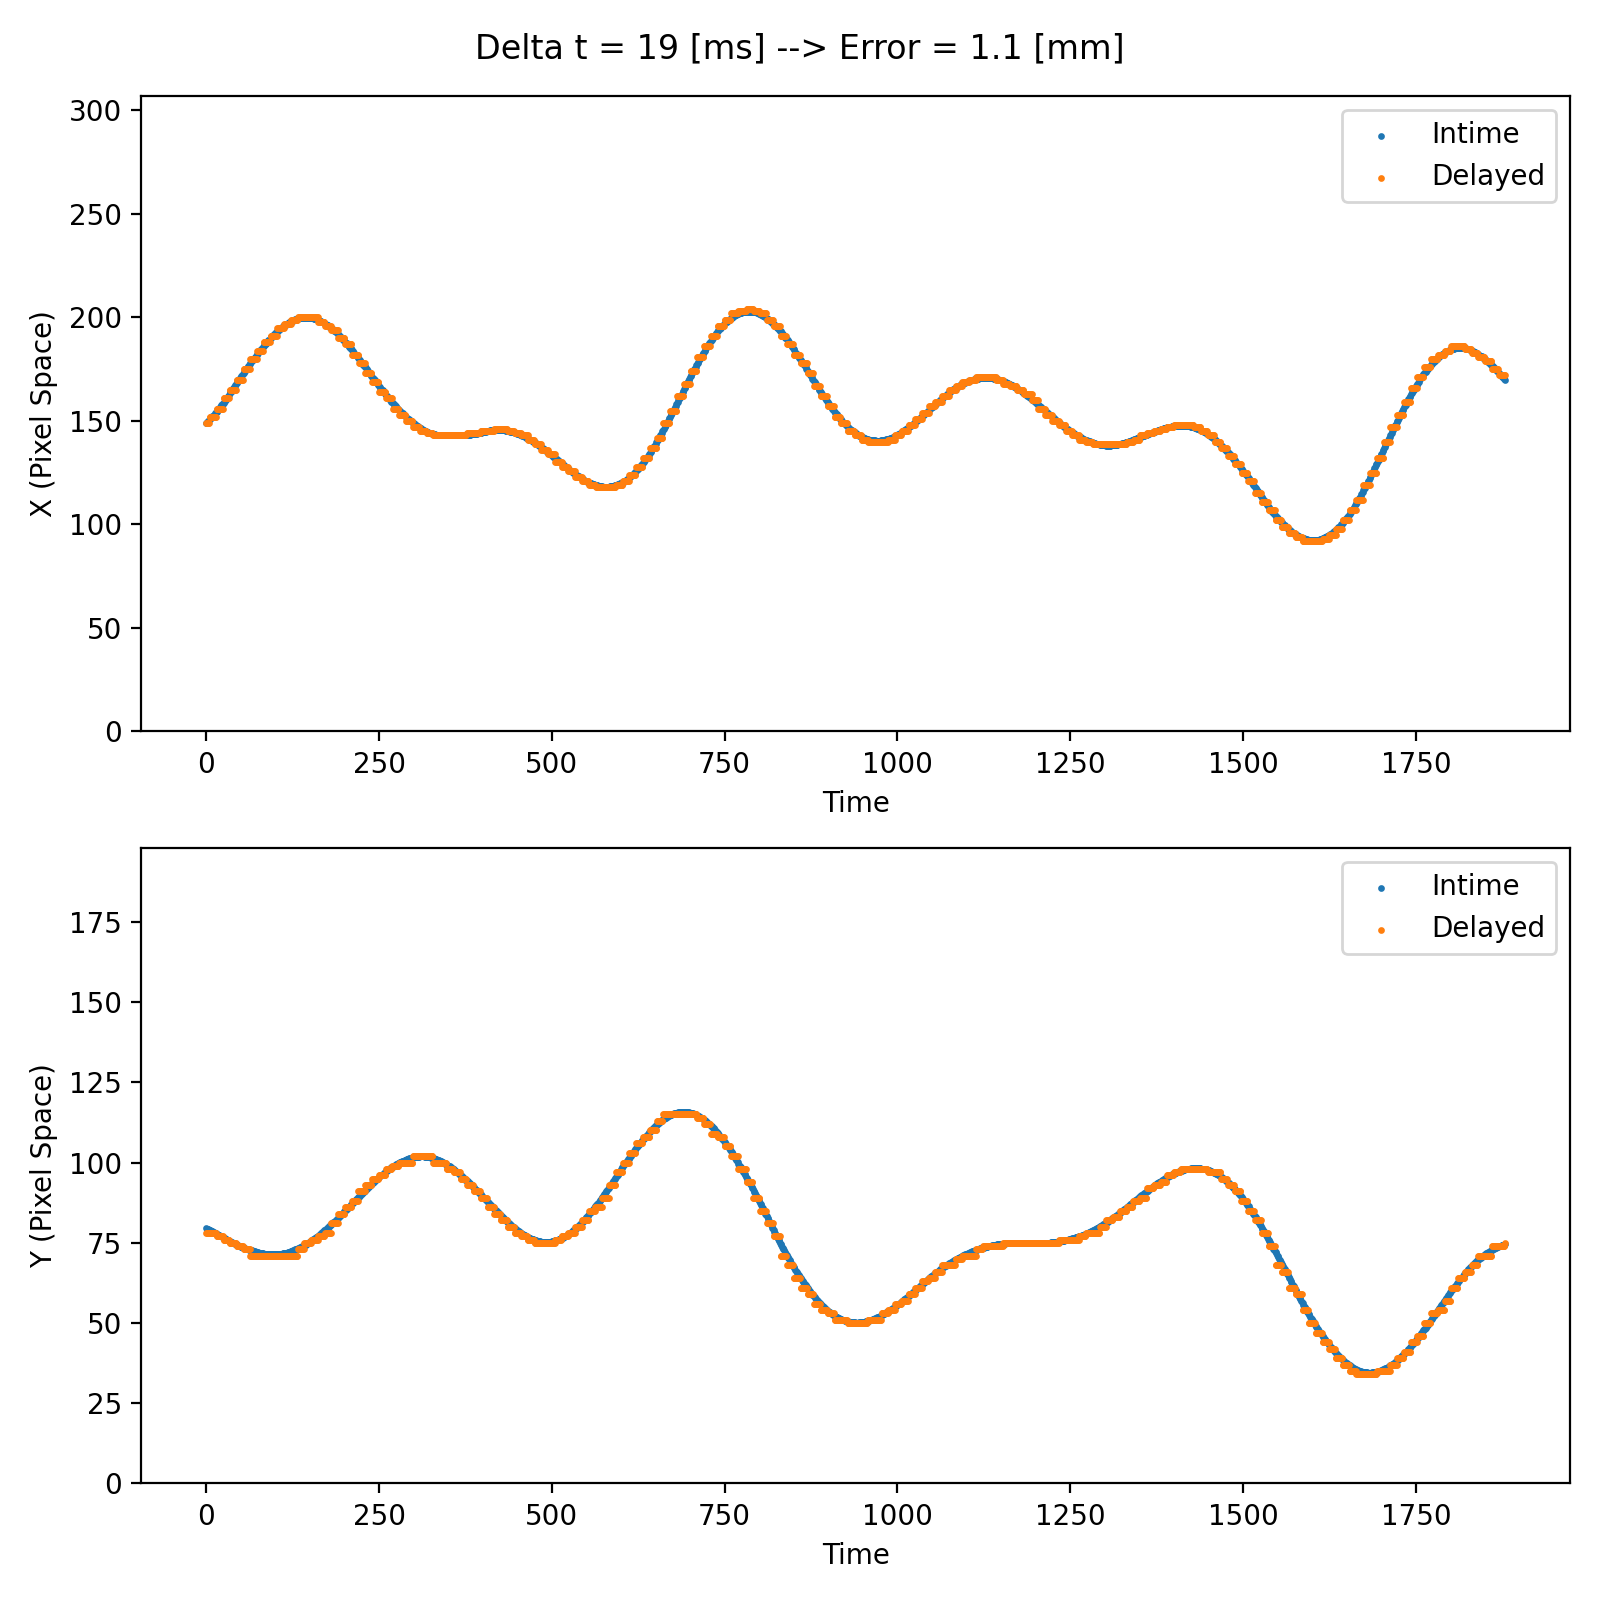 Delta t = 19 [ms] --> Error = 1.1 [mm]
300
250
200
150
100
50
0
X (Pixel Space)
Intime
Delayed
0 250 500 750 1000 1250 1500 1750
Time
175
150
125
100
75
50
25
0
Y (Pixel Space)
Intime
Delayed
0 250 500 750 1000 1250 1500 1750
Time